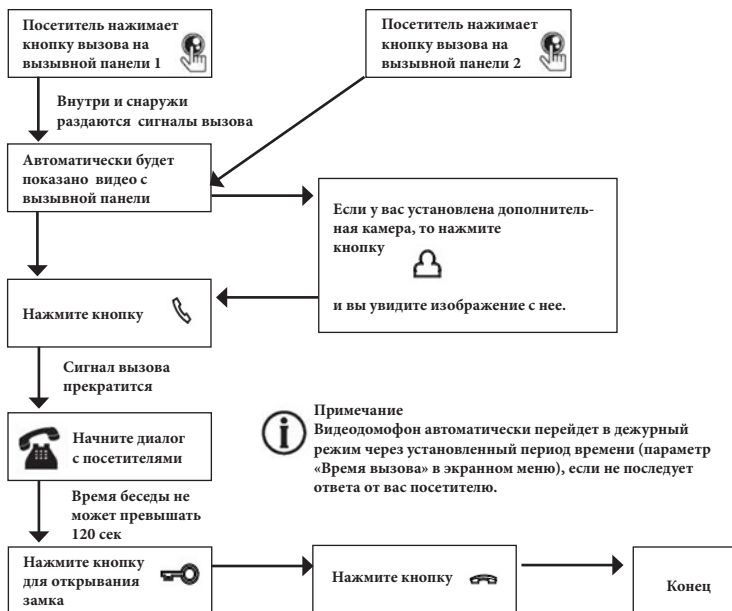 Посетитель нажимает
кнопку вызова на
вызывной панели 1
Посетитель нажимает
кнопку вызова на
вызывной панели 2
Внутри и снаружи
раздаются сигналы вызова
Автоматически будет
показано видео с
вызывной панели
Если у вас установлена дополнитель-
ная камера, то нажмите
кнопку
и вы увидите изображение с нее.
Нажмите кнопку
Сигнал вызова
прекратится
Начните диалог
с посетителями
Примечание
Видеодомофон автоматически перейдет в дежурный
режим через установленный период времени (параметр
«Время вызова» в экранном меню), если не последует
ответа от вас посетителю.
Время беседы не
может превышать
120 сек
Нажмите кнопку
для открывания
замка
Нажмите кнопку
Конец